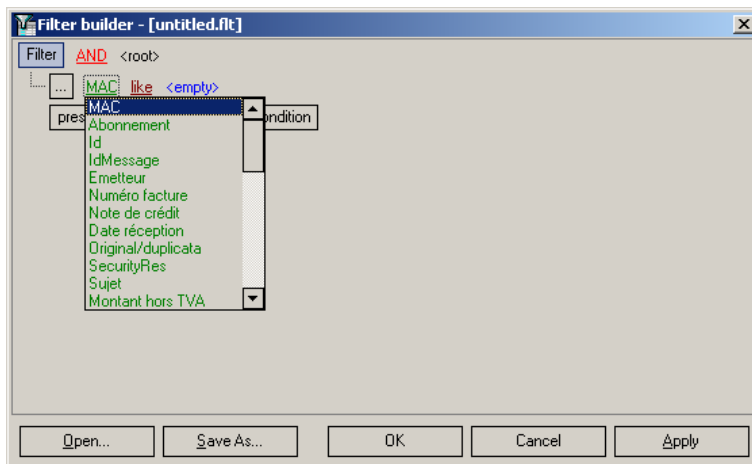 Filter builder - [untitled.flt]
Filter AND <root>
... MAC like <empty>
pres ondition
MAC
Abonnement
Id
IdMessage
Emetteur
Numéro facture
Note de crédit
Date réception
Original/duplicata
SecurityRes
Sujet
Montant hors TVA
Open... Save As... OK Cancel Apply